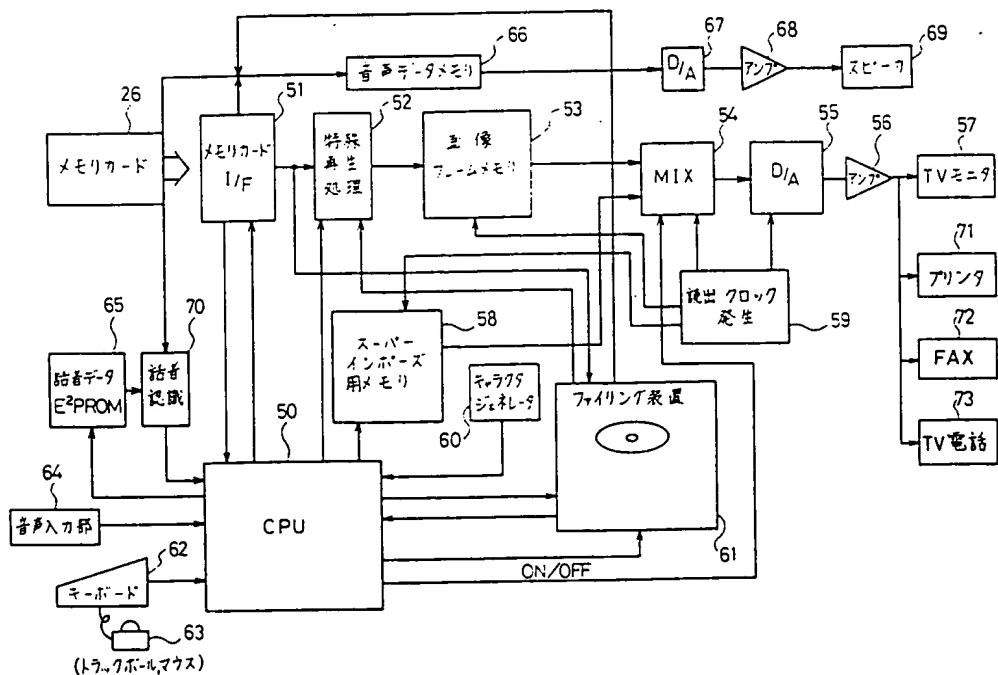 66
音声データメモリ
67
D/A
68
アンプ
69
スピーカ
26
メモリカード
51
メモリカード
I/F
52
特殊
再生
処理
53
画像
フレームメモリ
54
MIX
55
D/A
56
アンプ
57
TVモニタ
71
プリンタ
72
FAX
73
TV電話
読出クロック
発生
59
58
スーパー
インポーズ
用メモリ
キャラクタ
ジェネレータ
60
ファイリング装置
61
65
話者データ
E²PROM
70
話者
認識
50
CPU
64
音声入力部
62
キーボード
63
(トラックボール,マウス)
ON/OFF